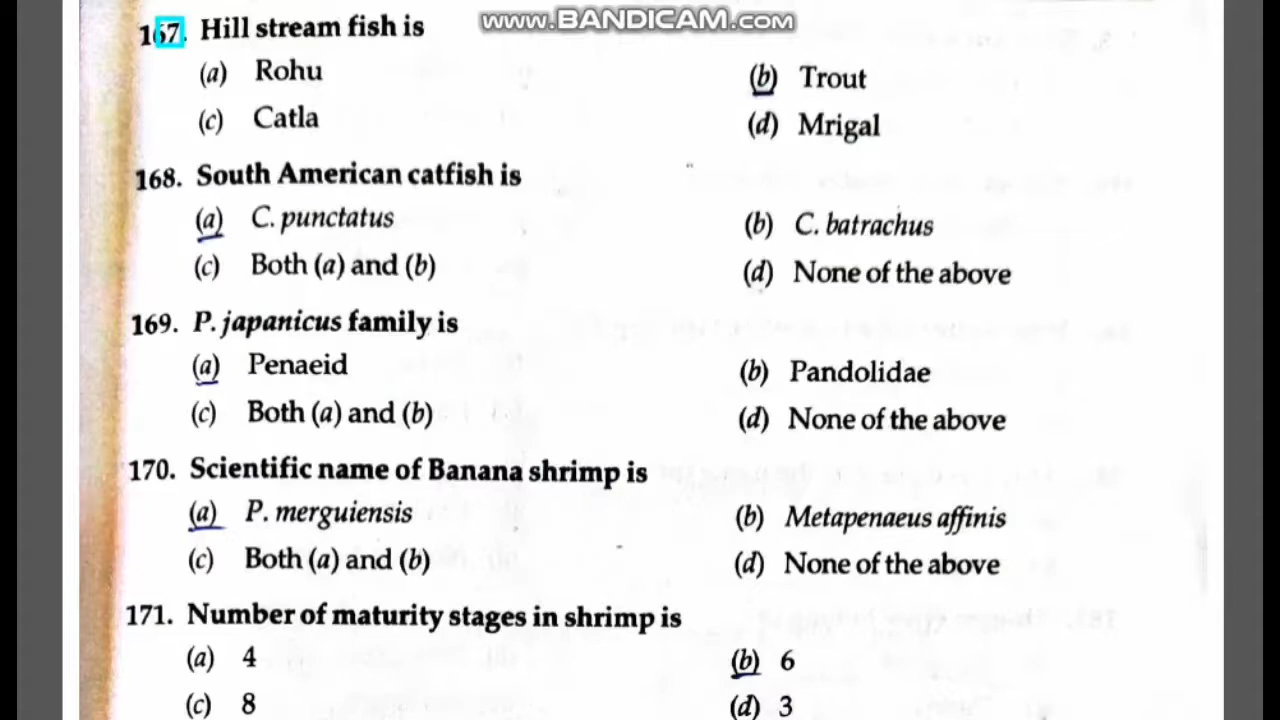 www.BANDICAM.com
167. Hill stream fish is
(a) Rohu (b) Trout
(c) Catla (d) Mrigal
168. South American catfish is
(a) C. punctatus (b) C. batrachus
(c) Both (a) and (b) (d) None of the above
169. P. japanicus family is
(a) Penaeid (b) Pandolidae
(c) Both (a) and (b) (d) None of the above
170. Scientific name of Banana shrimp is
(a) P. merguiensis (b) Metapenaeus affinis
(c) Both (a) and (b) (d) None of the above
171. Number of maturity stages in shrimp is
(a) 4 (b) 6
(c) 8 (d) 3